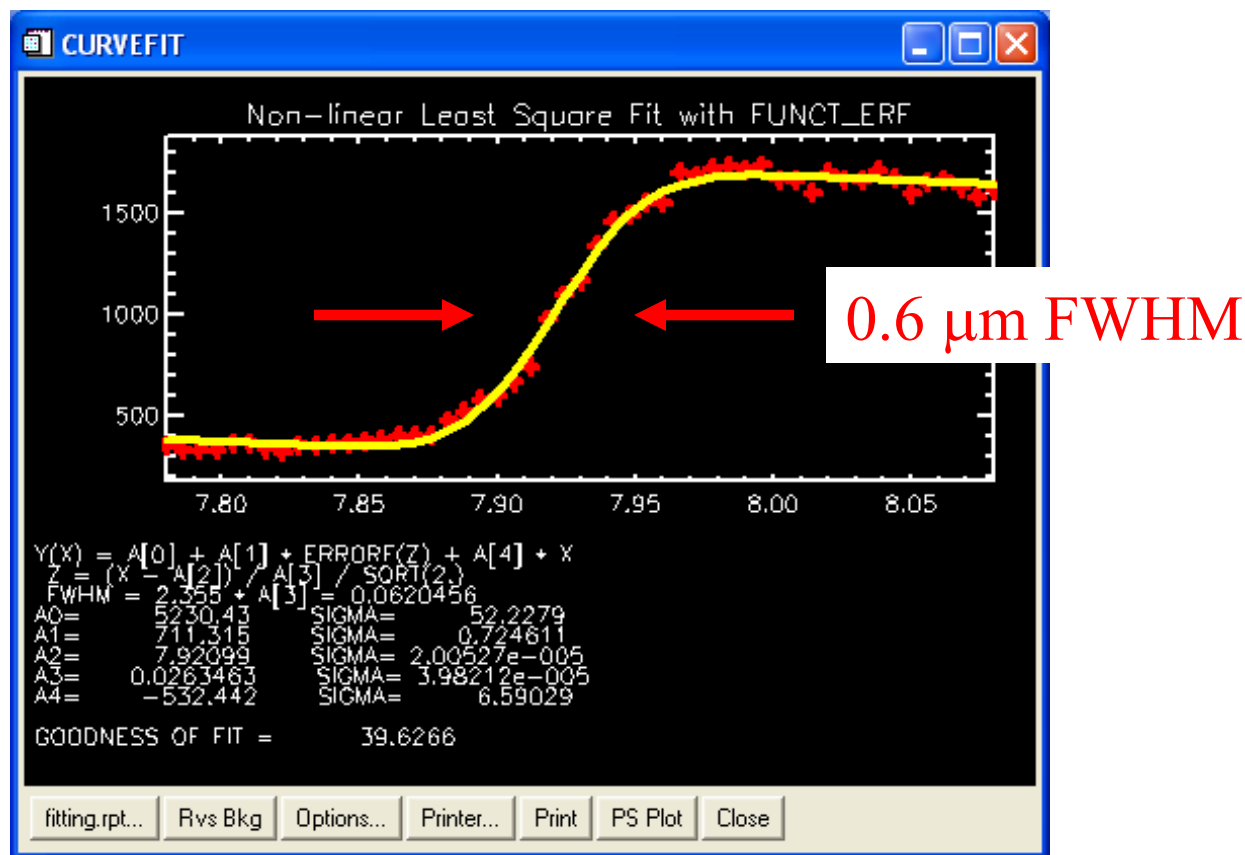 CURVEFIT
Non-linear Least Square Fit with FUNCT_ERF
1500
1000
500
0.6 μm FWHM
7.80 7.85 7.90 7.95 8.00 8.05
Y(X) = A[0] + A[1] * ERRORF(Z) + A[4] * X
Z = (X - A[2]) / A[3] / SQRT(2.)
FWHM = 2.355 * A[3] = 0.0620456
A0= 5230.43 SIGMA= 52.2279
A1= 711.315 SIGMA= 0.724611
A2= 7.92099 SIGMA= 2.00527e-005
A3= 0.0263463 SIGMA= 3.98212e-005
A4= -532.442 SIGMA= 6.59029
GOODNESS OF FIT = 39.6266
fitting.rpt... Rvs Bkg Options... Printer... Print PS Plot Close